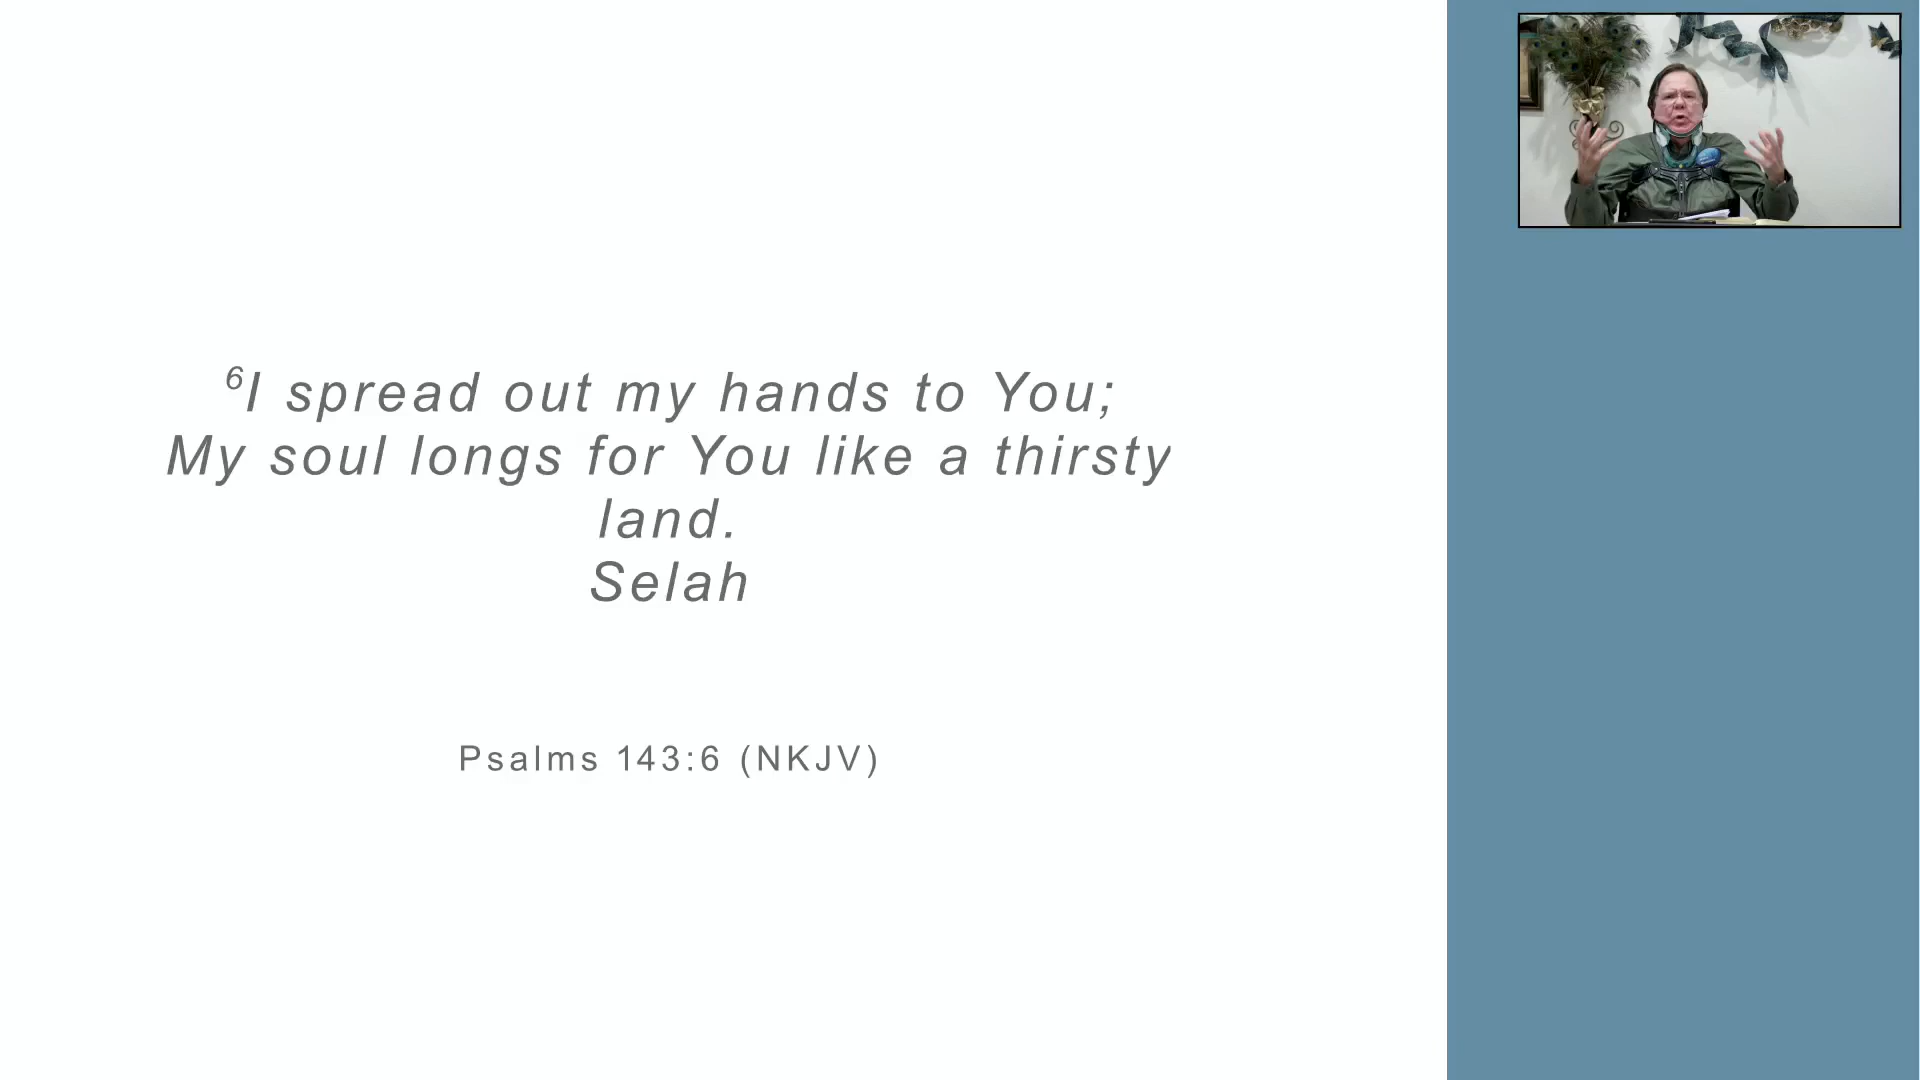 6I spread out my hands to You;
My soul longs for You like a thirsty
land.
Selah
Psalms 143:6 (NKJV)